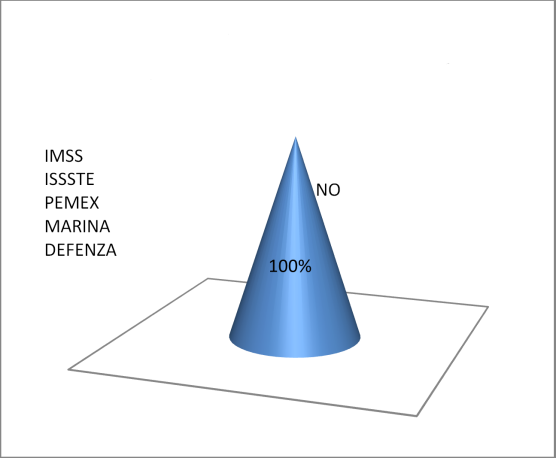 IMSS
ISSSTE
PEMEX
MARINA
DEFENZA
NO
100%